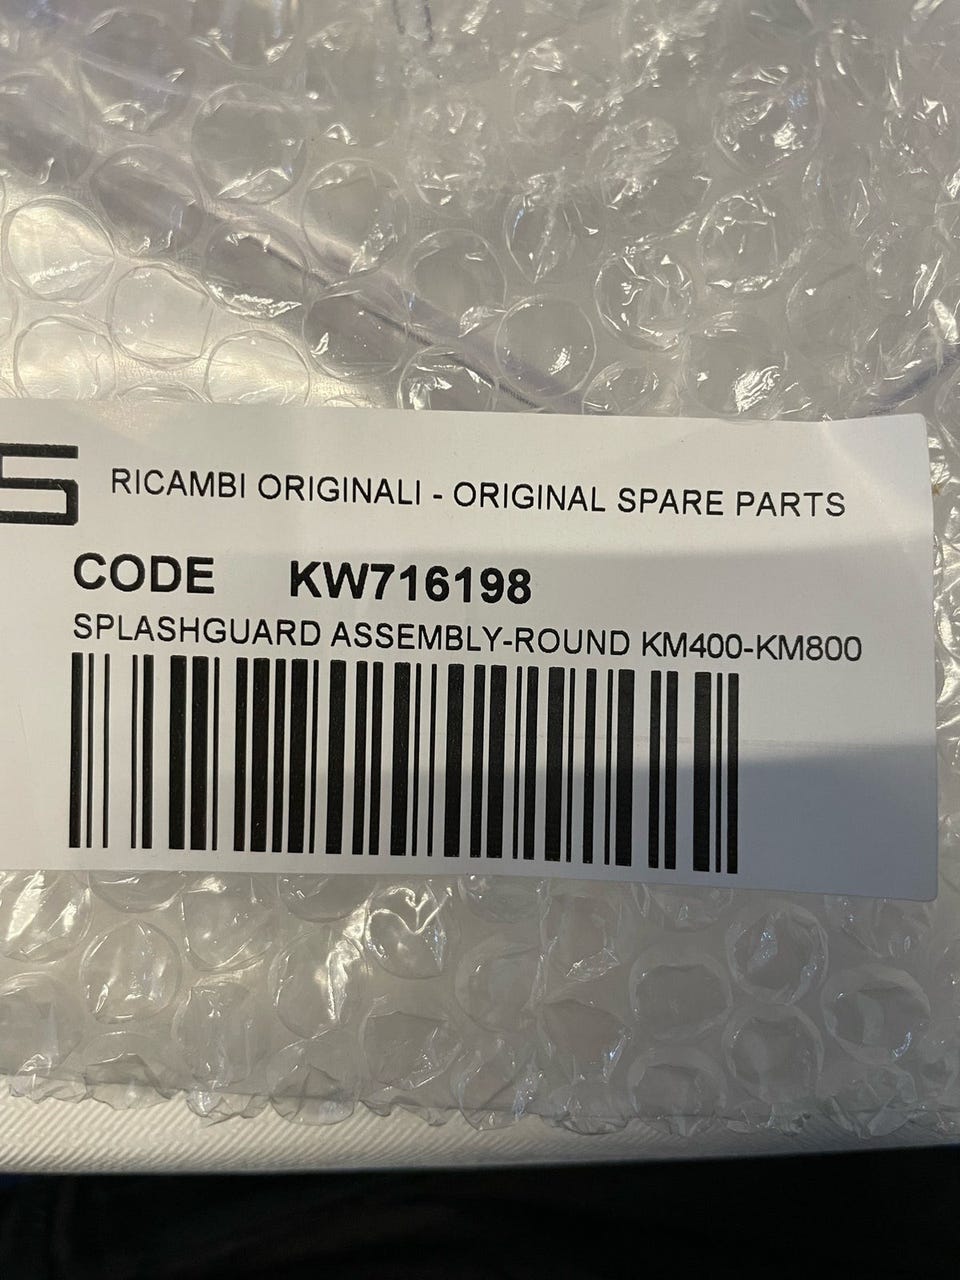 S RICAMBI ORIGINALI - ORIGINAL SPARE PARTS
CODE KW716198
SPLASHGUARD ASSEMBLY-ROUND KM400-KM800